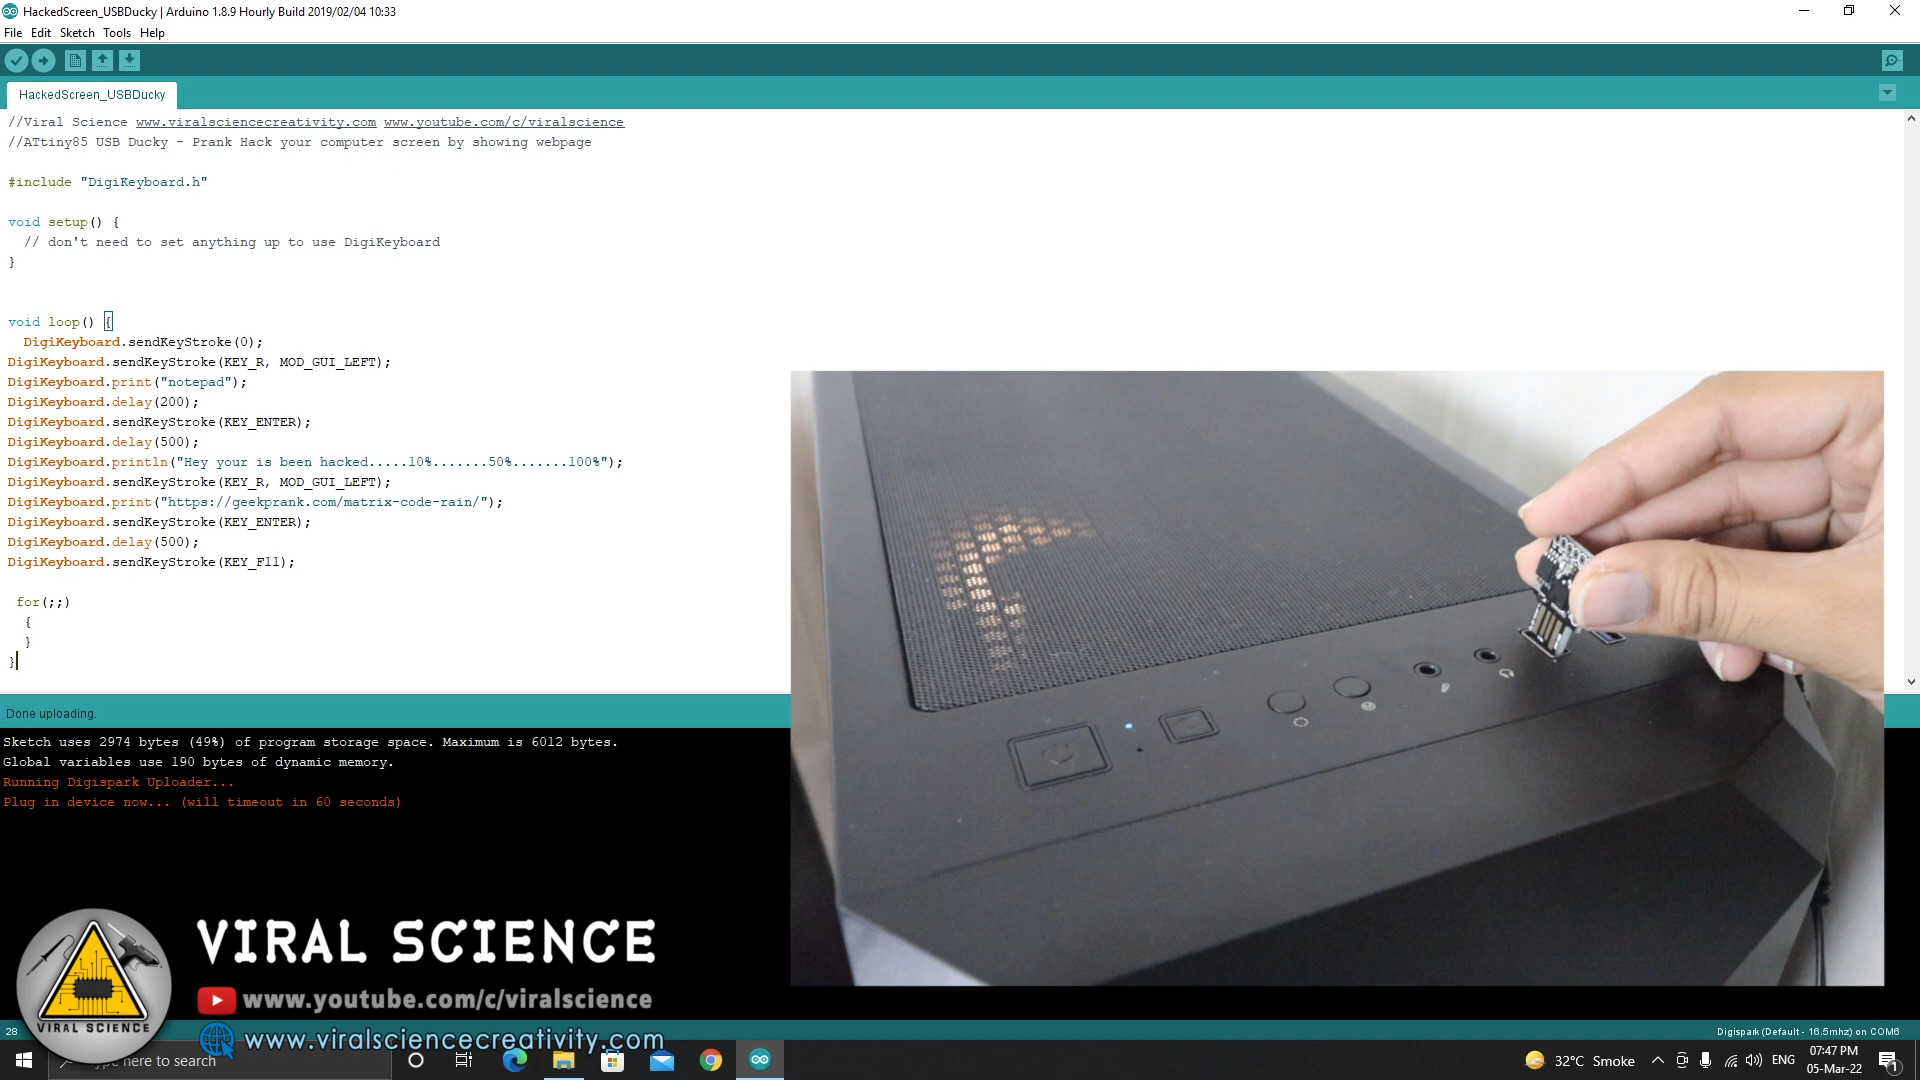 HackedScreen_USBDucky | Arduino 1.8.9 Hourly Build 2019/02/04 10:33
File Edit Sketch Tools Help
HackedScreen_USBDucky
//Viral Science www.viralsciencecreativity.com www.youtube.com/c/viralscience
//ATtiny85 USB Ducky - Prank Hack your computer screen by showing webpage
#include "DigiKeyboard.h"
void setup() {
// don't need to set anything up to use DigiKeyboard
}
void loop() {
DigiKeyboard.sendKeyStroke(0);
DigiKeyboard.sendKeyStroke(KEY_R, MOD_GUI_LEFT);
DigiKeyboard.print("notepad");
DigiKeyboard.delay(200);
DigiKeyboard.sendKeyStroke(KEY_ENTER);
DigiKeyboard.delay(500);
DigiKeyboard.println("Hey your is been hacked.....10%.......50%.......100%");
DigiKeyboard.sendKeyStroke(KEY_R, MOD_GUI_LEFT);
DigiKeyboard.print("https://geekprank.com/matrix-code-rain/");
DigiKeyboard.sendKeyStroke(KEY_ENTER);
DigiKeyboard.delay(500);
DigiKeyboard.sendKeyStroke(KEY_F11);
for(;;)
{
}
}
Done uploading.
Sketch uses 2974 bytes (49%) of program storage space. Maximum is 6012 bytes.
Global variables use 190 bytes of dynamic memory.
Running Digispark Uploader...
Plug in device now... (will timeout in 60 seconds)
VIRAL SCIENCE
www.youtube.com/c/viralscience
VIRAL SCIENCE
www.viralsciencecreativity.com
28
Digispark (Default - 16.5mhz) on COM6
here to search
32°C Smoke
ENG
07:47 PM
05-Mar-22
1